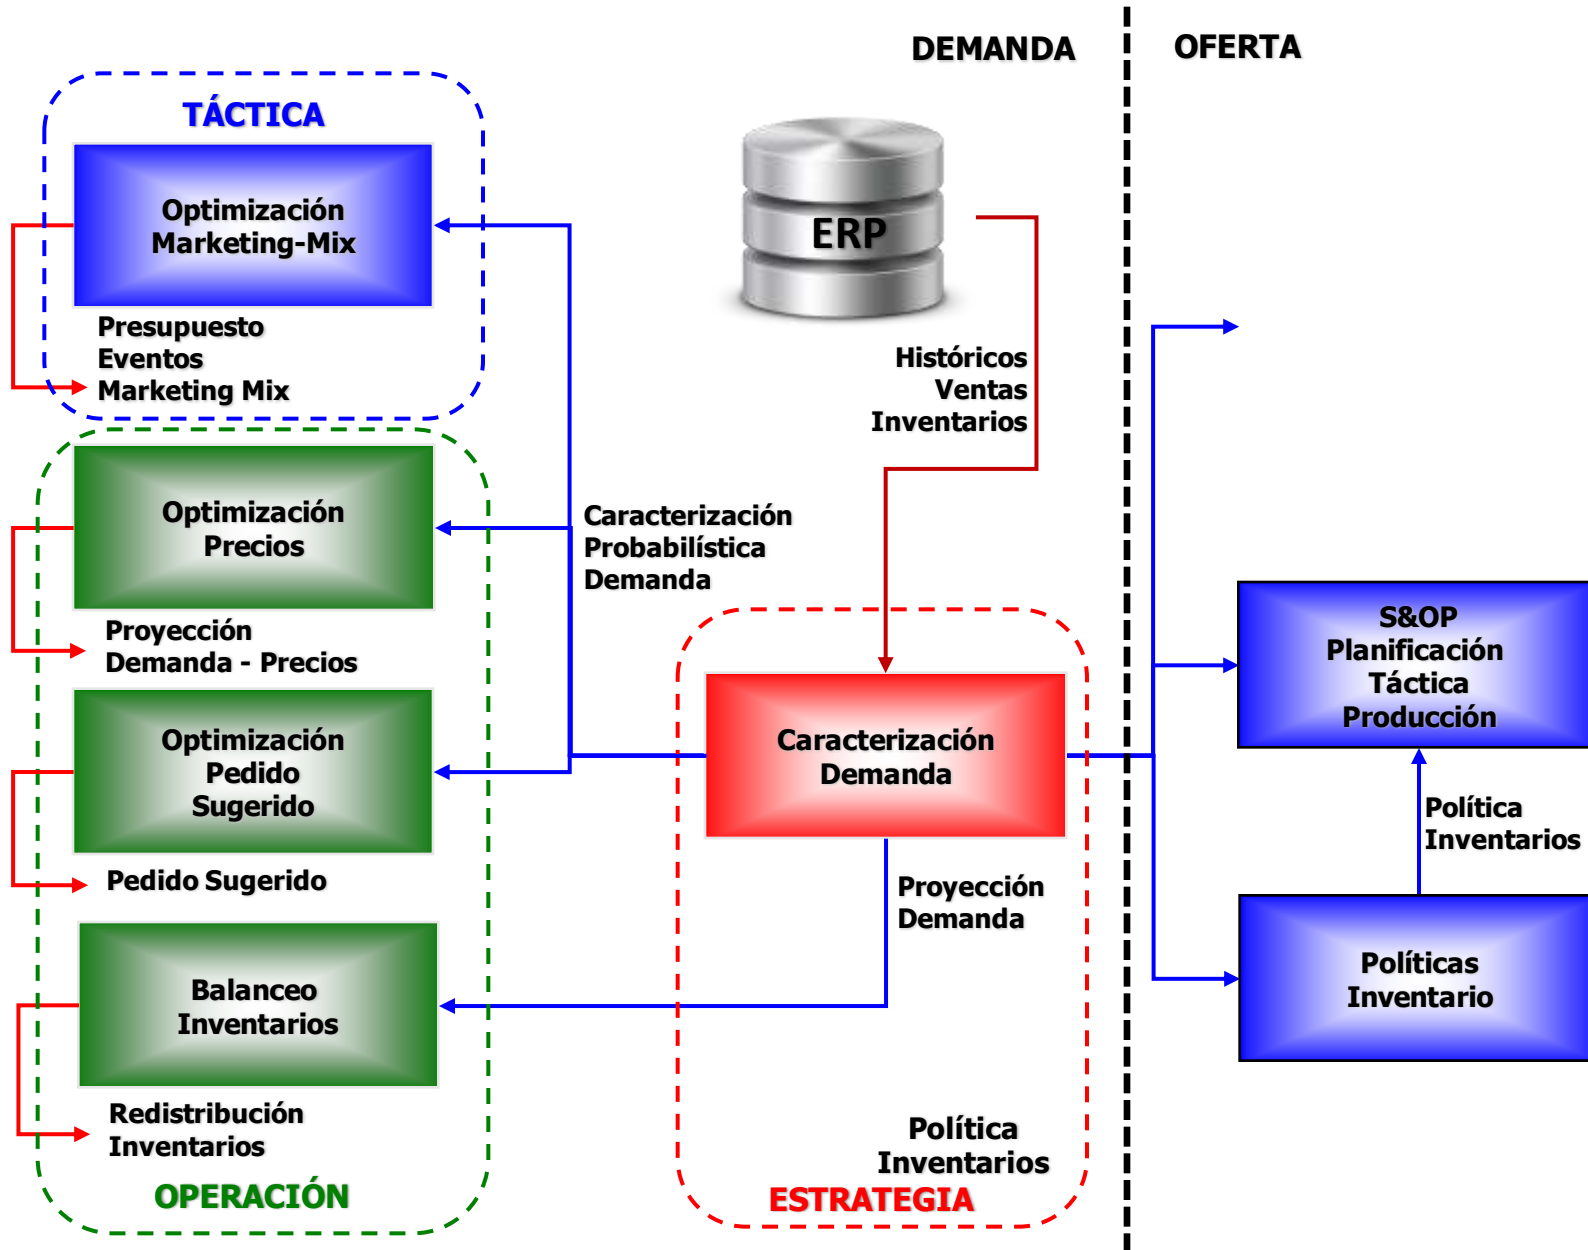 DEMANDA
OFERTA
TÁCTICA
Optimización
Marketing-Mix
Presupuesto
Eventos
Marketing Mix
ERP
Históricos
Ventas
Inventarios
Optimización
Precios
Proyección
Demanda - Precios
Caracterización
Probabilística
Demanda
Optimización
Pedido
Sugerido
Pedido Sugerido
Balanceo
Inventarios
Redistribución
Inventarios
OPERACIÓN
Caracterización
Demanda
Proyección
Demanda
Política
Inventarios
ESTRATEGIA
S&OP
Planificación
Táctica
Producción
Política
Inventarios
Políticas
Inventario